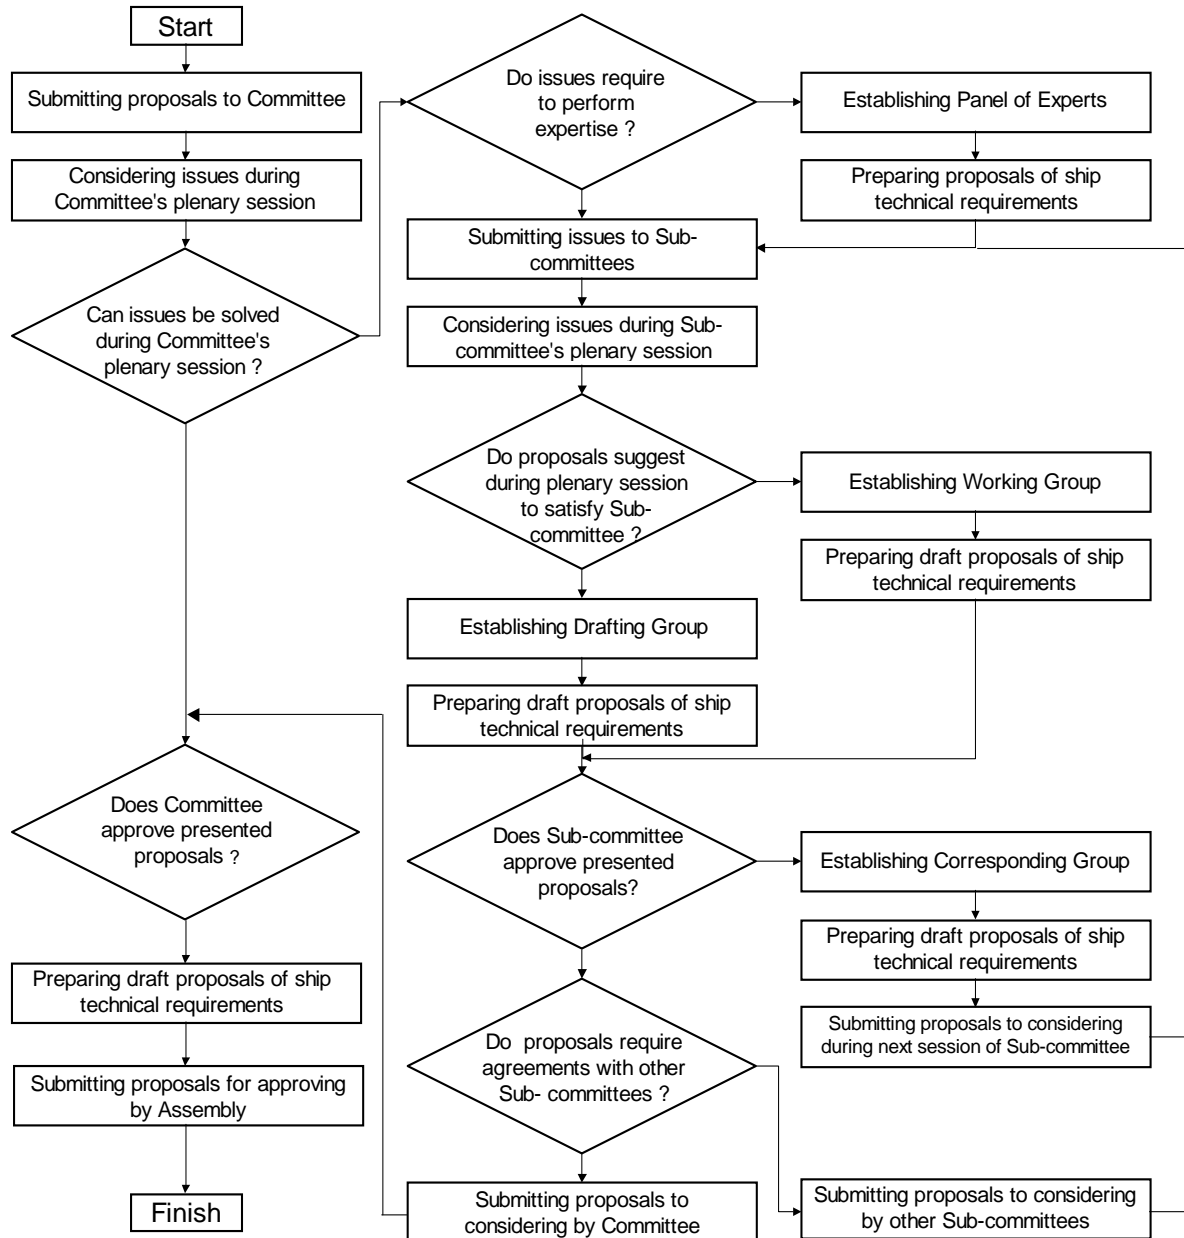 Start
Submitting proposals to Committee
Considering issues during
Committee's plenary session
Can issues be solved
during Committee's
plenary session ?
Does Committee
approve presented
proposals ?
Preparing draft proposals of ship
technical requirements
Submitting proposals for approving
by Assembly
Finish
Do issues require
to perform
expertise ?
Submitting issues to Sub-
committees
Considering issues during Sub-
committee's plenary session
Do proposals suggest
during plenary session
to satisfy Sub-
committee ?
Establishing Drafting Group
Preparing draft proposals of ship
technical requirements
Does Sub-committee
approve presented
proposals?
Do proposals require
agreements with other
Sub- committees ?
Submitting proposals to
considering by Committee
Establishing Panel of Experts
Preparing proposals of ship
technical requirements
Establishing Working Group
Preparing draft proposals of ship
technical requirements
Establishing Corresponding Group
Preparing draft proposals of ship
technical requirements
Submitting proposals to considering
during next session of Sub-committee
Submitting proposals to considering
by other Sub-committees